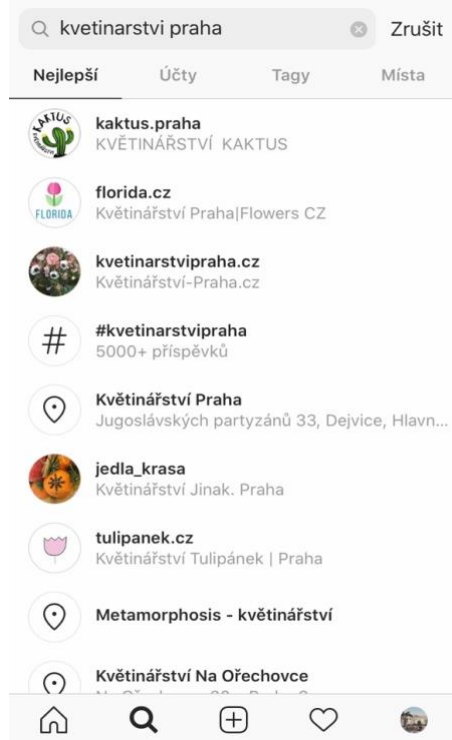 kvetinarstvi praha
Zrušit
Nejlepší Účty Tagy Místa
KAKTUS
kaktus.praha
KVĚTINÁŘSTVÍ KAKTUS
florida.cz
FLORIDA
Květinářství Praha|Flowers CZ
kvetinarstvipraha.cz
Květinářství-Praha.cz
#
#kvetinarstvipraha
5000+ příspěvků
Květinářství Praha
Jugoslávských partyzánů 33, Dejvice, Hlavn...
jedla_krasa
Květinářství Jinak. Praha
tulipanek.cz
Květinářství Tulipánek | Praha
Metamorphosis - květinářství
Květinářství Na Ořechovce